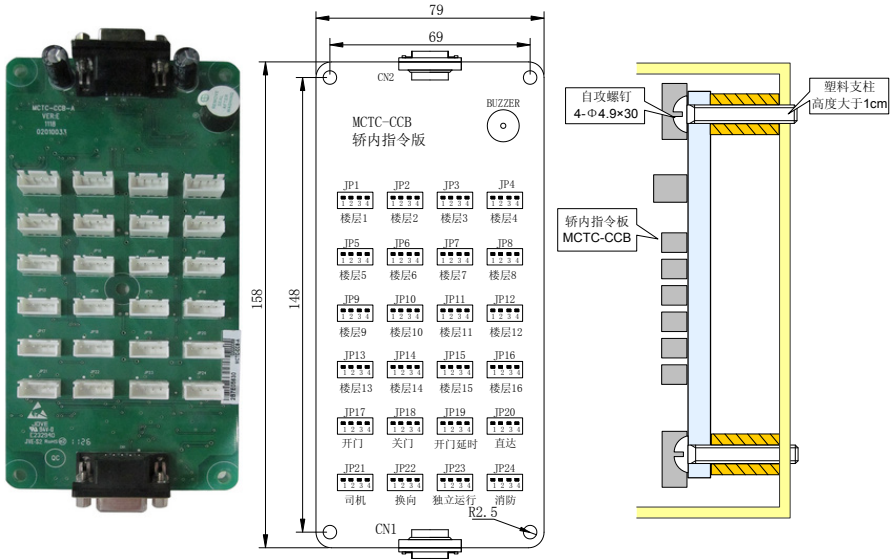 MCTC-CCB-A
VER:E
1118
02010031
QC
79
69
158
148
CN2
BUZZER
MCTC-CCB
轿内指令版
JP1 JP2 JP3 JP4
1 2 3 4 1 2 3 4 1 2 3 4 1 2 3 4
楼层1 楼层2 楼层3 楼层4
JP5 JP6 JP7 JP8
1 2 3 4 1 2 3 4 1 2 3 4 1 2 3 4
楼层5 楼层6 楼层7 楼层8
JP9 JP10 JP11 JP12
1 2 3 4 1 2 3 4 1 2 3 4 1 2 3 4
楼层9 楼层10 楼层11 楼层12
JP13 JP14 JP15 JP16
1 2 3 4 1 2 3 4 1 2 3 4 1 2 3 4
楼层13 楼层14 楼层15 楼层16
JP17 JP18 JP19 JP20
1 2 3 4 1 2 3 4 1 2 3 4 1 2 3 4
开门 关门 开门延时 直达
JP21 JP22 JP23 JP24
1 2 3 4 1 2 3 4 1 2 3 4 1 2 3 4
司机 换向 独立运行 消防
CN1
R2.5
自攻螺钉
4-Φ4.9×30
塑料支柱
高度大于1cm
轿内指令板
MCTC-CCB